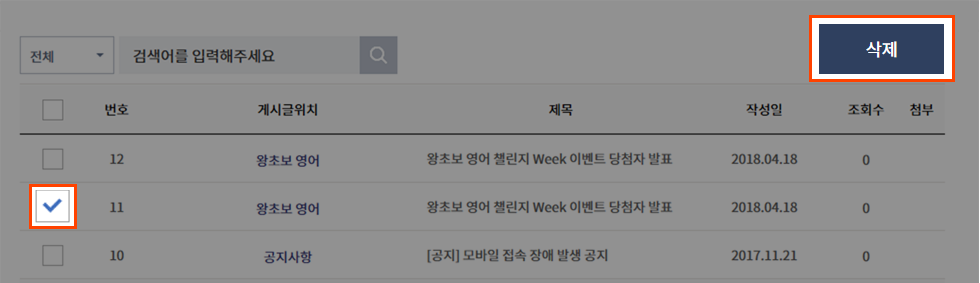 전체 검색어를 입력해주세요 삭제
번호 게시글위치 제목 작성일 조회수 첨부
12 왕초보 영어 왕초보 영어 챌린지 Week 이벤트 당첨자 발표 2018.04.18 0
11 왕초보 영어 왕초보 영어 챌린지 Week 이벤트 당첨자 발표 2018.04.18 0
10 공지사항 [공지] 모바일 접속 장애 발생 공지 2017.11.21 0